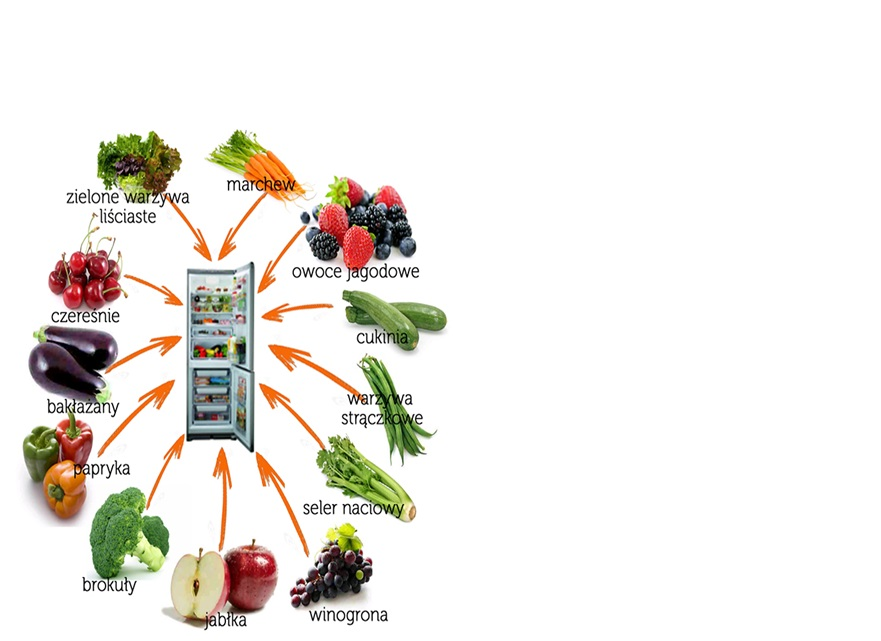 zielone warzywa
liściaste
marchew
owoce jagodowe
czereśnie
cukinia
bakłażany
warzywa
strączkowe
papryka
seler naciowy
brokuły
jabłka
winogrona